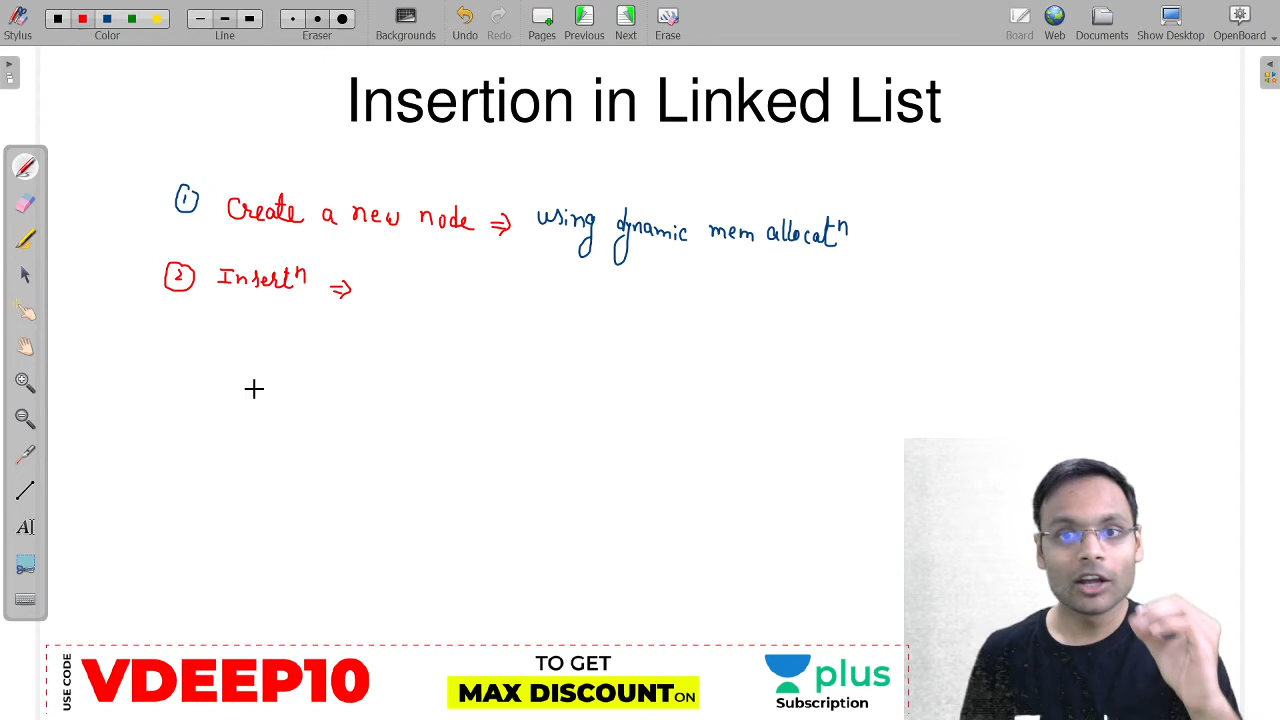 Stylus
Color
Line
Eraser
Backgrounds
Undo
Redo
Pages
Previous
Next
Erase
Board
Web
Documents
Show Desktop
OpenBoard
Insertion in Linked List
① Create a new node ⇒ using dynamic mem allocatⁿ
② Insertⁿ ⇒
AI
USE CODE
VDEEP10
TO GET
MAX DISCOUNT ON
plus
Subscription